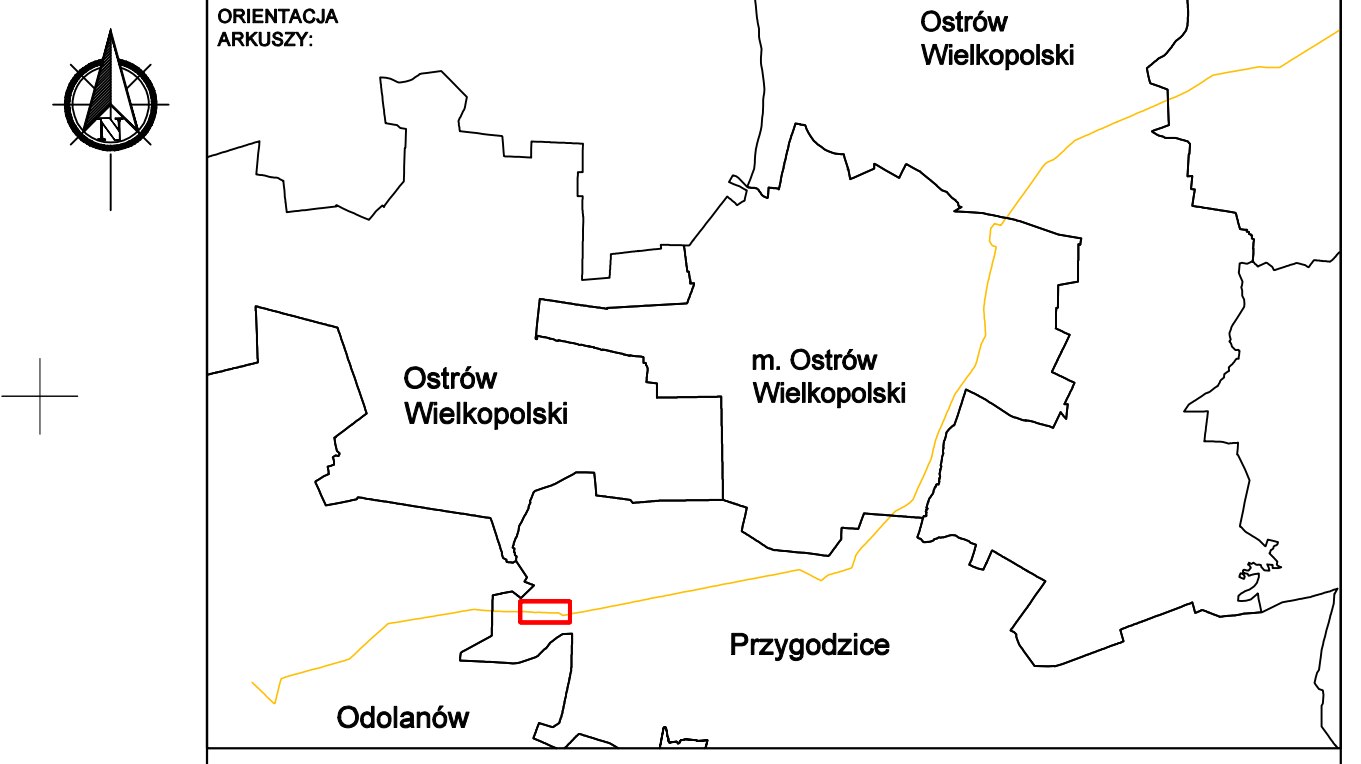 ORIENTACJA
ARKUSZY:
N
Ostrów
Wielkopolski
m. Ostrów
Wielkopolski
Ostrów
Wielkopolski
Przygodzice
Odolanów